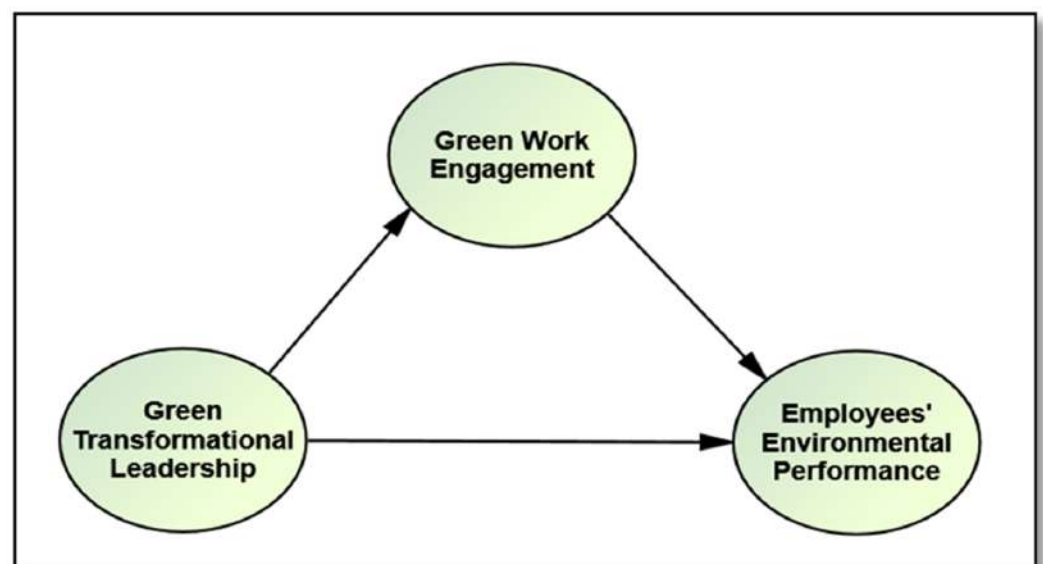 Green Work
Engagement
Green
Transformational
Leadership
Employees'
Environmental
Performance